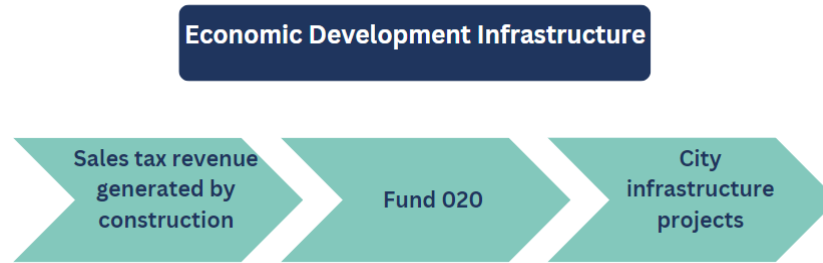 Economic Development Infrastructure
Sales tax revenue
generated by
construction
Fund 020
City
infrastructure
projects